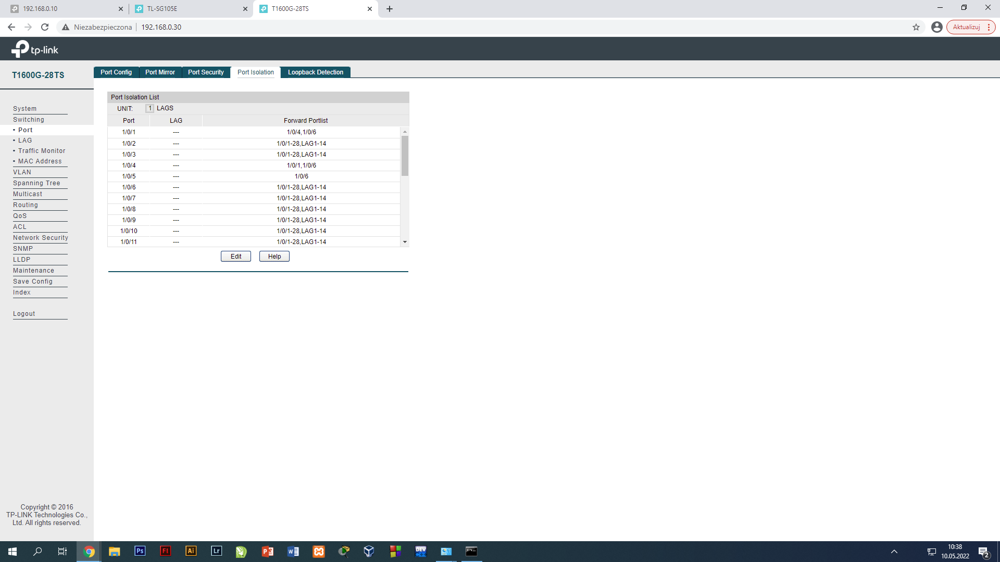 192.168.0.10
TL-SG105E
T1600G-28TS
Niezabezpieczona
192.168.0.30
Aktualizuj
tp-link
T1600G-28TS
Port Config
Port Mirror
Port Security
Port Isolation
Loopback Detection
System
Switching
• Port
• LAG
• Traffic Monitor
• MAC Address
VLAN
Spanning Tree
Multicast
Routing
QoS
ACL
Network Security
SNMP
LLDP
Maintenance
Save Config
Index
Logout
Copyright © 2016
TP-LINK Technologies Co.,
Ltd. All rights reserved.
Port Isolation List
UNIT: 1 LAGS
Port LAG Forward Portlist
1/0/1 --- 1/0/4,1/0/6
1/0/2 --- 1/0/1-28,LAG1-14
1/0/3 --- 1/0/1-28,LAG1-14
1/0/4 --- 1/0/1,1/0/6
1/0/5 --- 1/0/6
1/0/6 --- 1/0/1-28,LAG1-14
1/0/7 --- 1/0/1-28,LAG1-14
1/0/8 --- 1/0/1-28,LAG1-14
1/0/9 --- 1/0/1-28,LAG1-14
1/0/10 --- 1/0/1-28,LAG1-14
1/0/11 --- 1/0/1-28,LAG1-14
Edit Help
Ps
Fl
Ai
Lr
DEV
10:38
10.05.2022
2